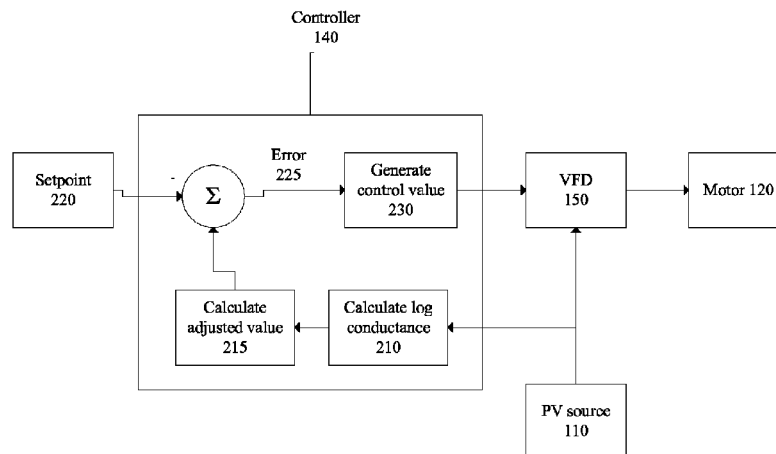 Controller
140
Setpoint
220
-
Σ
Error
225
Generate
control value
230
VFD
150
Motor 120
Calculate
adjusted value
215
Calculate log
conductance
210
PV source
110